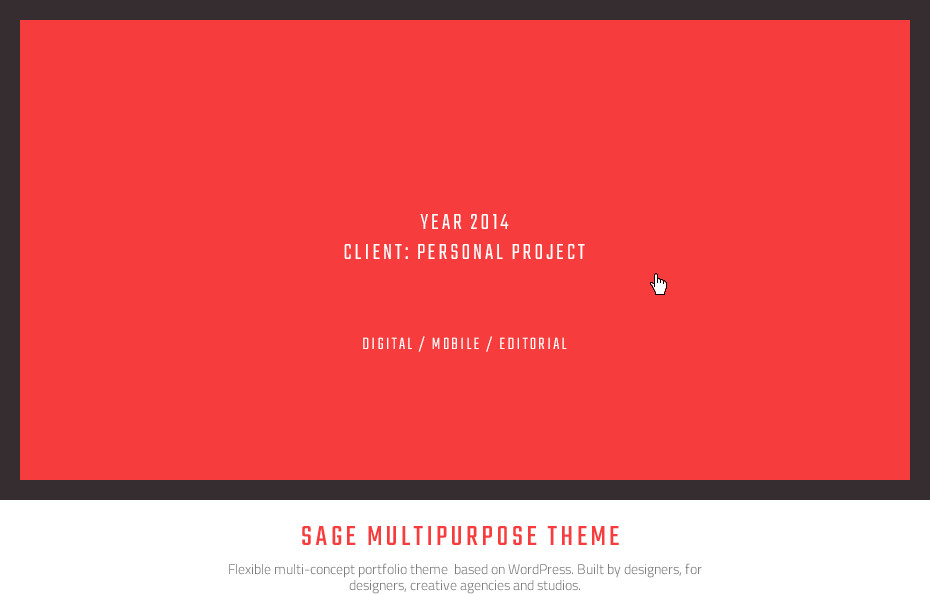 YEAR 2014
CLIENT: PERSONAL PROJECT
DIGITAL / MOBILE / EDITORIAL
SAGE MULTIPURPOSE THEME
Flexible multi-concept portfolio theme  based on WordPress. Built by designers, for
designers, creative agencies and studios.